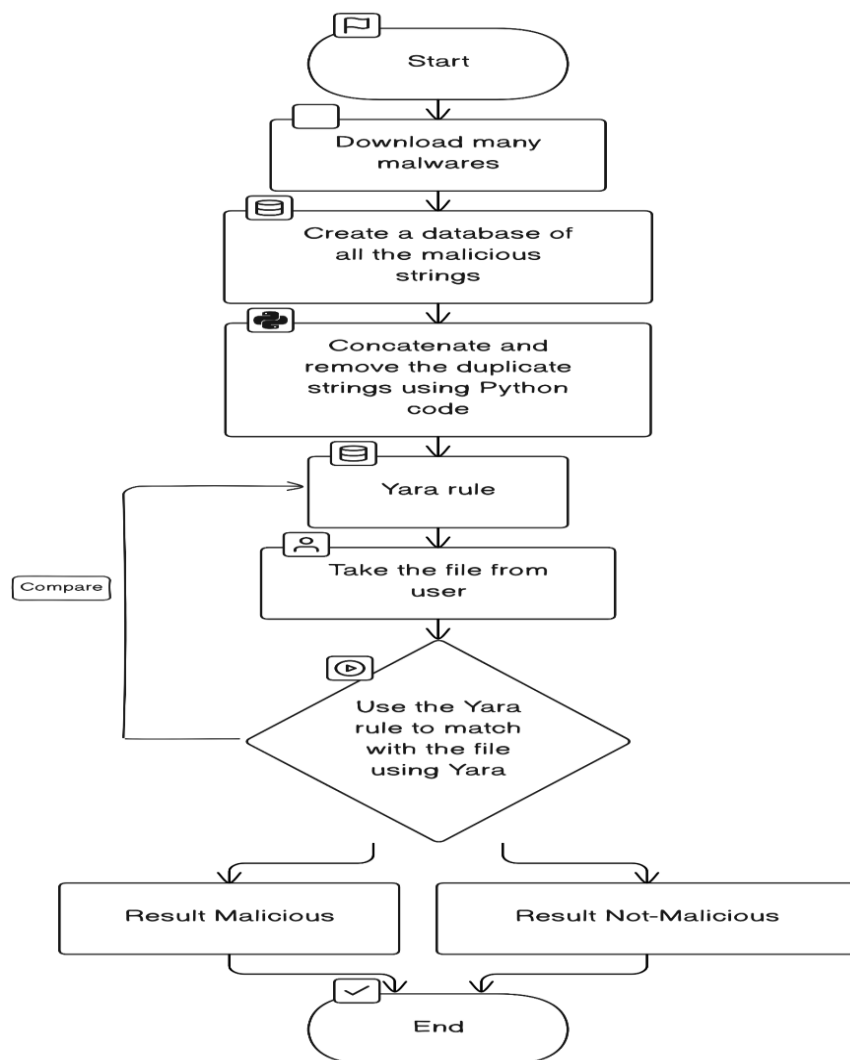 Start
Download many
malwares
Create a database of
all the malicious
strings
Concatenate and
remove the duplicate
strings using Python
code
Yara rule
Take the file from
user
Compare
Use the Yara
rule to match
with the file
using Yara
Result Malicious
Result Not-Malicious
End